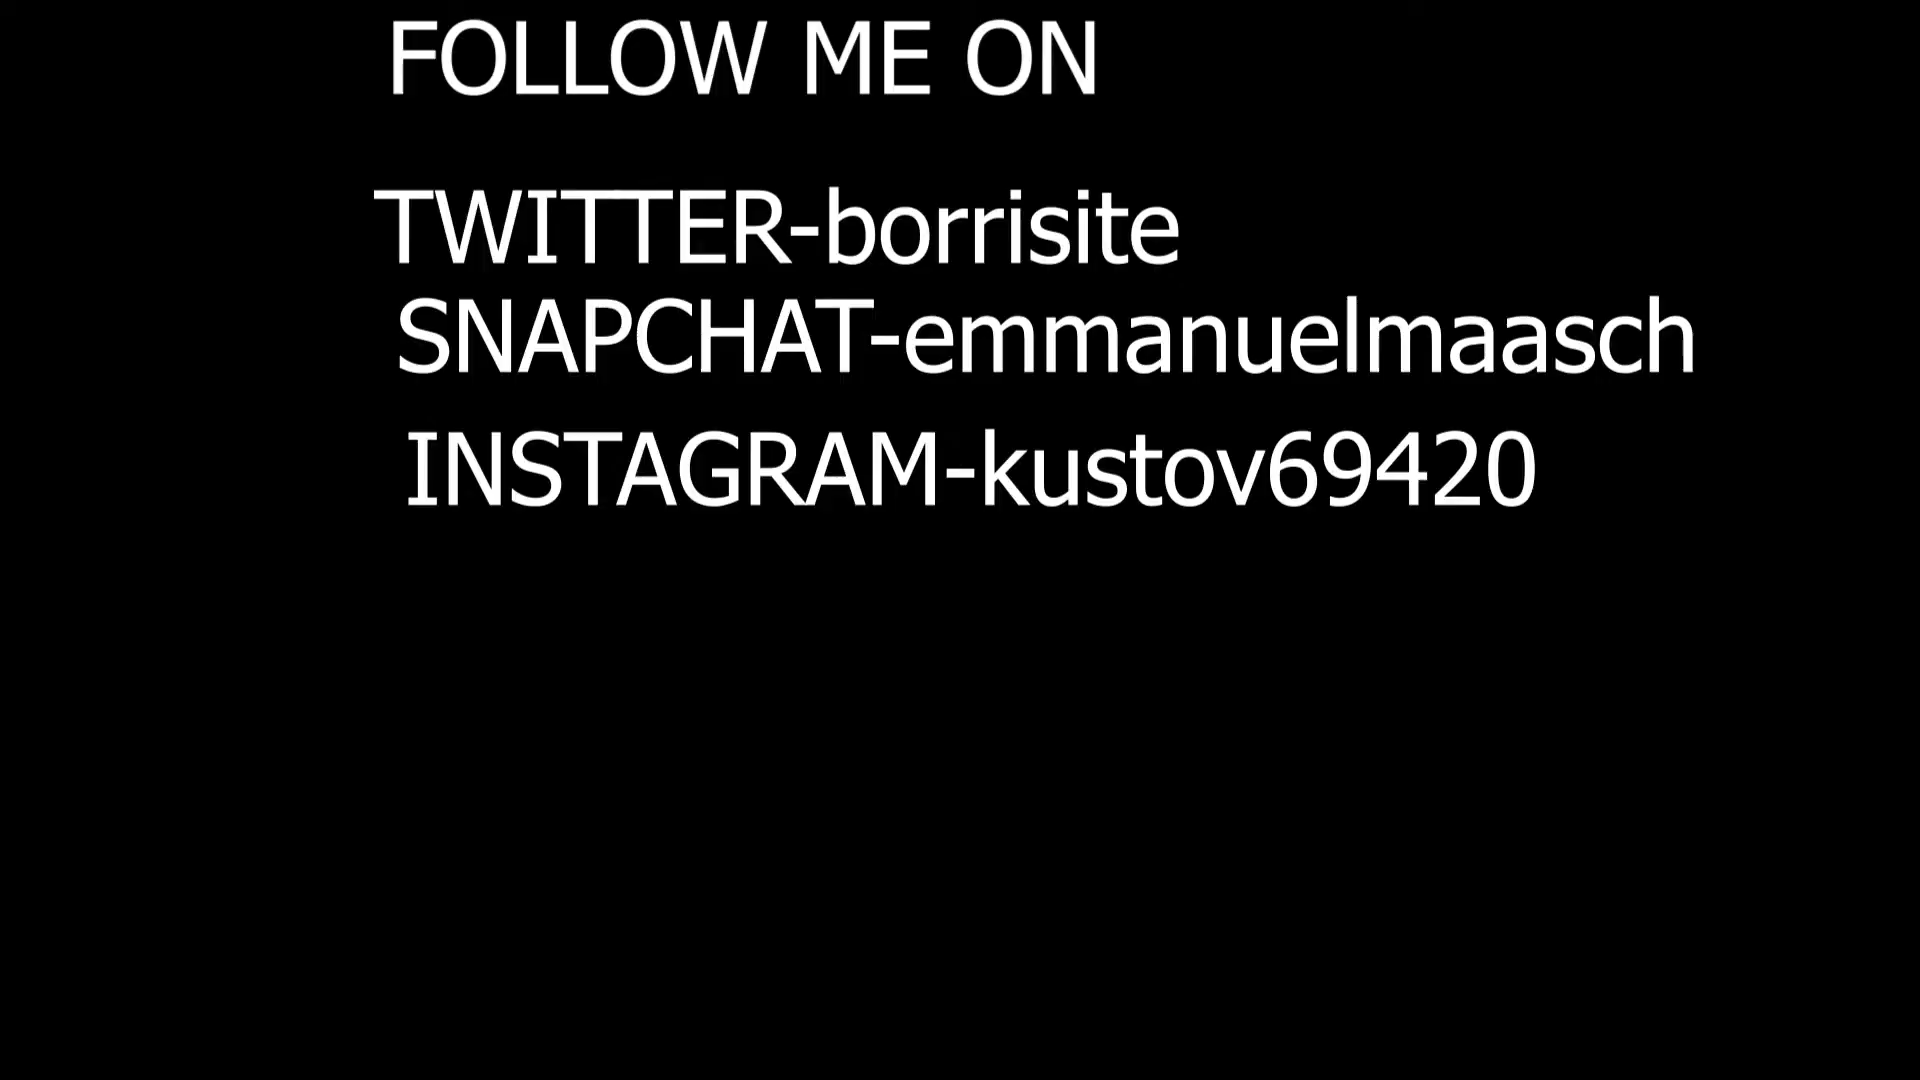 FOLLOW ME ON
TWITTER-borrisite
SNAPCHAT-emmanuelmaasch
INSTAGRAM-kustov69420